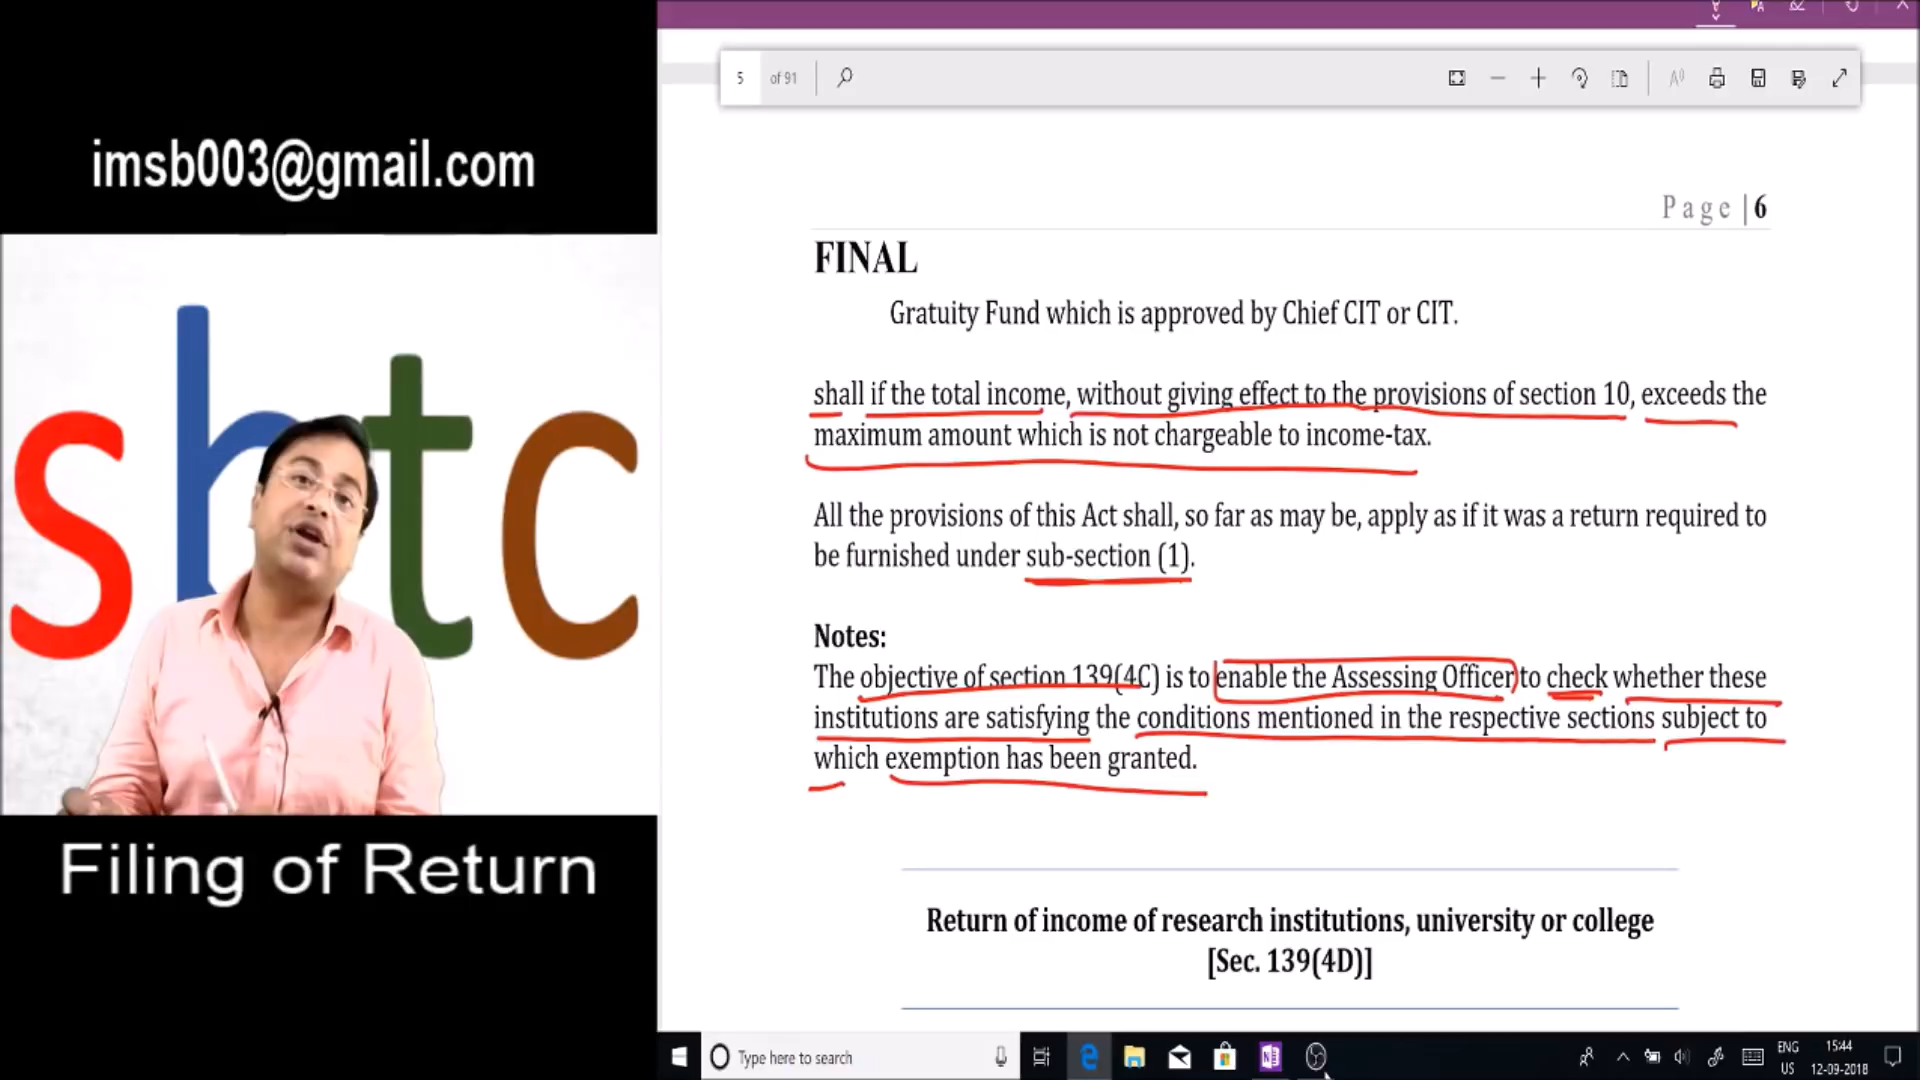 imsb003@gmail.com
shtc
Filing of Return
5 of 91
Page | 6
FINAL
Gratuity Fund which is approved by Chief CIT or CIT.
shall if the total income, without giving effect to the provisions of section 10, exceeds the
maximum amount which is not chargeable to income-tax.
All the provisions of this Act shall, so far as may be, apply as if it was a return required to
be furnished under sub-section (1).
Notes:
The objective of section 139(4C) is to enable the Assessing Officer to check whether these
institutions are satisfying the conditions mentioned in the respective sections subject to
which exemption has been granted.
Return of income of research institutions, university or college
[Sec. 139(4D)]
Type here to search
ENG
US
15:44
12-09-2018